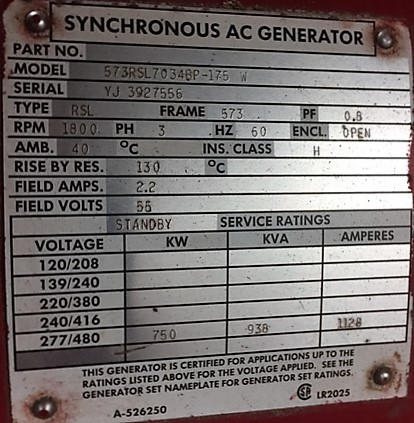 SYNCHRONOUS AC GENERATOR
PART NO.
MODEL 573RSL7034BP-175 W
SERIAL YJ 3927556
TYPE RSL FRAME 573 PF 0.8
RPM 1800 PH 3 HZ 60 ENCL. OPEN
AMB. 40 °C INS. CLASS H
RISE BY RES. 130 °C
FIELD AMPS. 2.2
FIELD VOLTS 55
STANDBY SERVICE RATINGS
VOLTAGE KW KVA AMPERES
120/208
139/240
220/380
240/416
277/480 750 938 1128
THIS GENERATOR IS CERTIFIED FOR APPLICATIONS UP TO THE
RATINGS LISTED ABOVE FOR THE VOLTAGE APPLIED. SEE THE
GENERATOR SET NAMEPLATE FOR GENERATOR SET RATINGS.
A-526250 LR2025